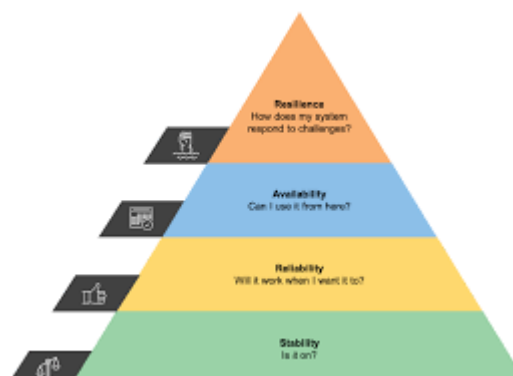 Resilience
How does my system
respond to challenges?
Availability
Can I use it from here?
Reliability
Will it work when I want it to?
Stability
Is it on?